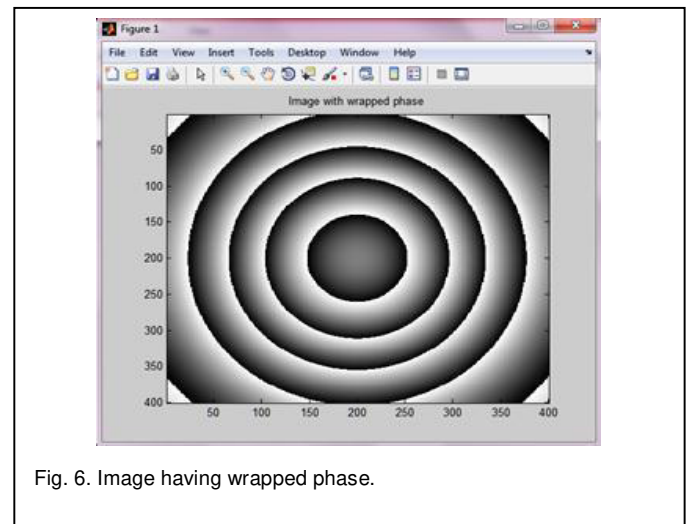 Figure 1
File Edit View Insert Tools Desktop Window Help
Image with wrapped phase
50
100
150
200
250
300
350
400
50 100 150 200 250 300 350 400
Fig. 6. Image having wrapped phase.